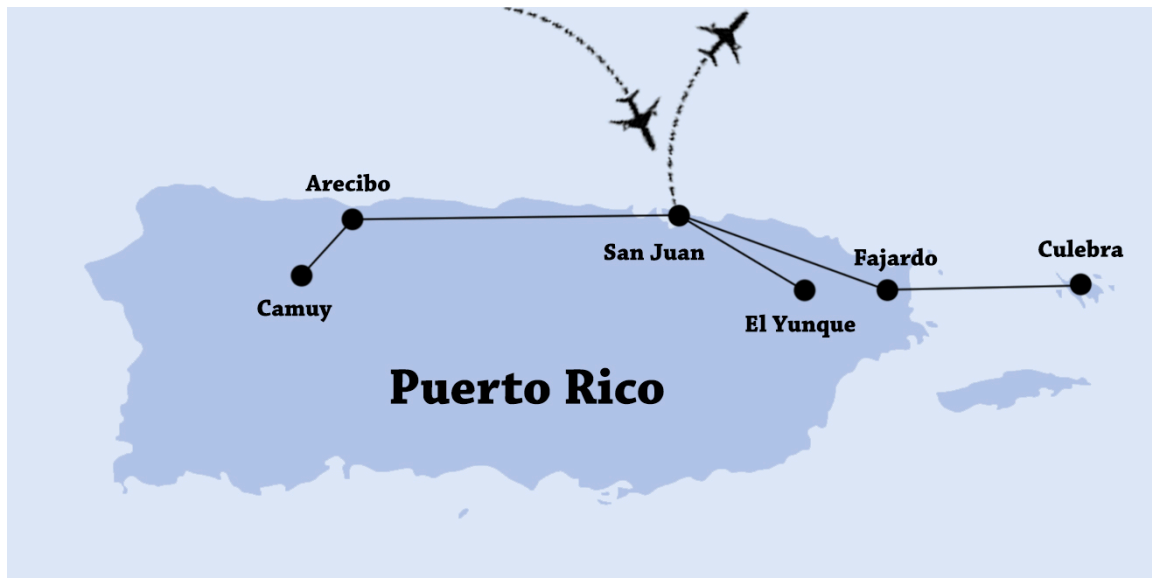 Arecibo
San Juan
Culebra
Fajardo
Camuy
El Yunque
Puerto Rico